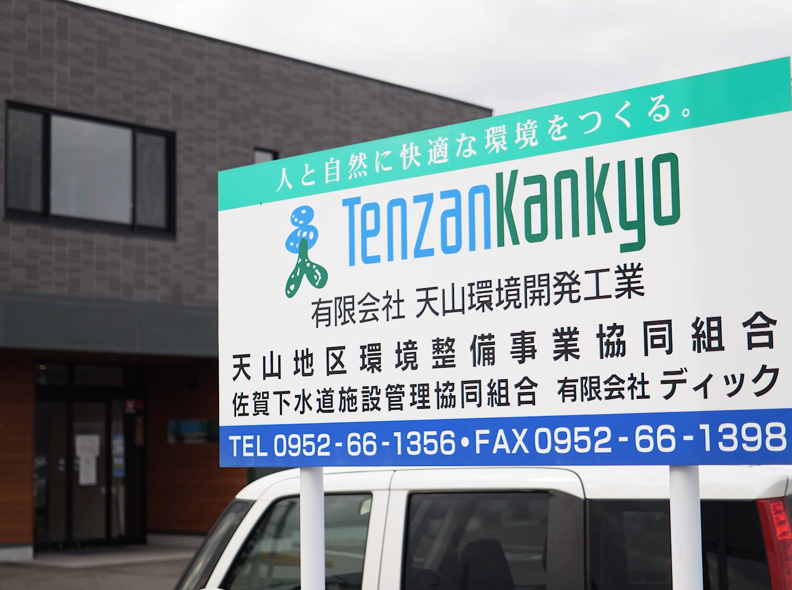 人と自然に快適な環境をつくる。
TenzanKankyo
有限会社 天山環境開発工業
天山地区環境整備事業協同組合
佐賀下水道施設管理協同組合 有限会社 ディック
TEL 0952-66-1356・FAX 0952-66-1398